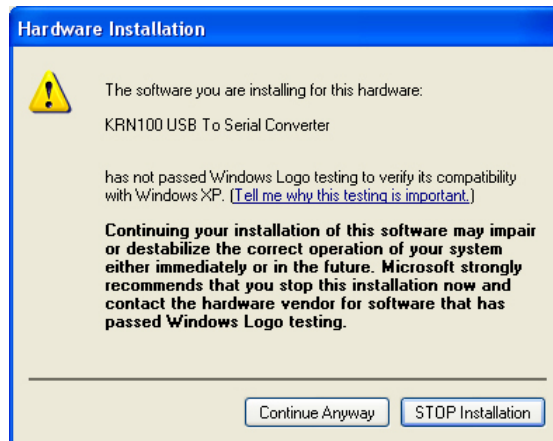 Hardware Installation
The software you are installing for this hardware:
KRN100 USB To Serial Converter
has not passed Windows Logo testing to verify its compatibility
with Windows XP. (Tell me why this testing is important.)
Continuing your installation of this software may impair
or destabilize the correct operation of your system
either immediately or in the future. Microsoft strongly
recommends that you stop this installation now and
contact the hardware vendor for software that has
passed Windows Logo testing.
Continue Anyway
STOP Installation